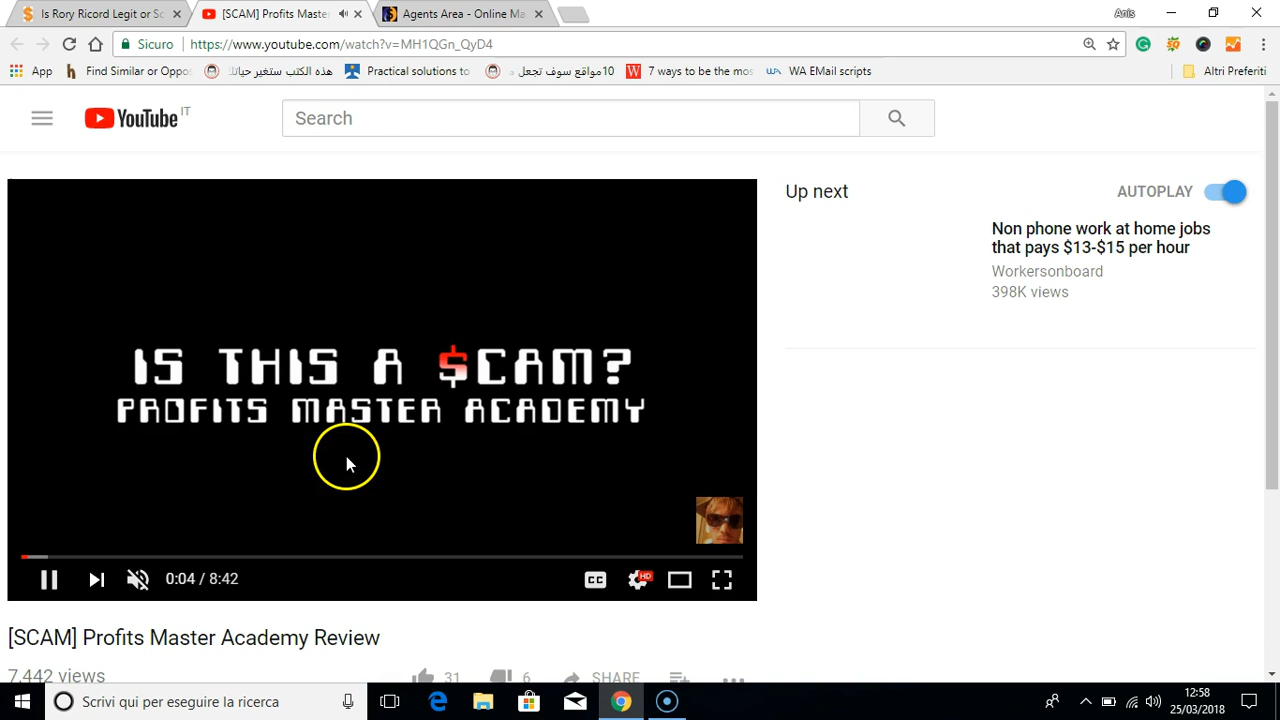 Is Rory Ricord Legit or Sc
[SCAM] Profits Master
Agents Area - Online Ma
Anis
Sicuro
https://www.youtube.com/watch?v=MH1QGn_QyD4
App
Find Similar or Oppos
هذه الكتب ستغير حياتك
Practical solutions to
10مواقع سوف تجعل م
7 ways to be the mos
WA EMail scripts
Altri Preferiti
YouTube IT
Search
Up next
AUTOPLAY
Non phone work at home jobs
that pays $13-$15 per hour
Workersonboard
398K views
IS THIS A $CAM?
PROFITS MASTER ACADEMY
0:04 / 8:42
CC
HD
[SCAM] Profits Master Academy Review
7,442 views
31
6
SHARE
Scrivi qui per eseguire la ricerca
12:58
25/03/2018